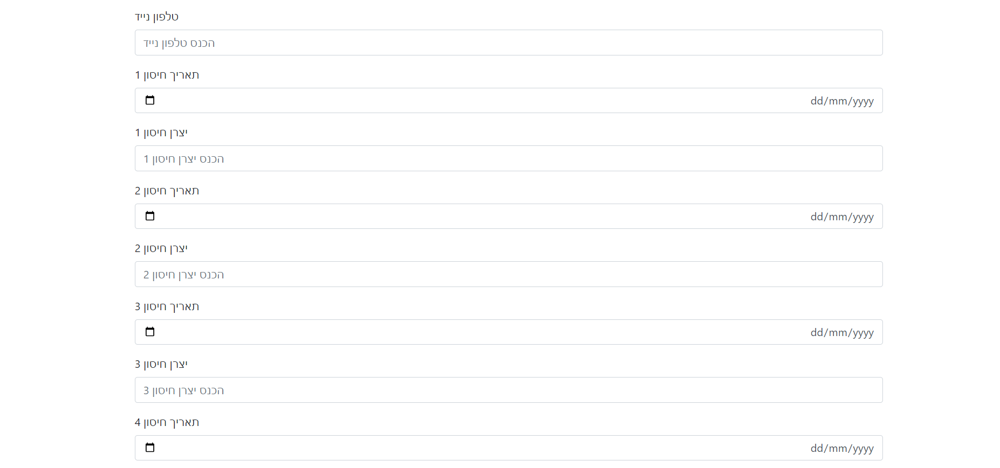 טלפון נייד
הכנס טלפון נייד
תאריך חיסון 1
dd/mm/yyyy
יצרן חיסון 1
הכנס יצרן חיסון 1
תאריך חיסון 2
dd/mm/yyyy
יצרן חיסון 2
הכנס יצרן חיסון 2
תאריך חיסון 3
dd/mm/yyyy
יצרן חיסון 3
הכנס יצרן חיסון 3
תאריך חיסון 4
dd/mm/yyyy